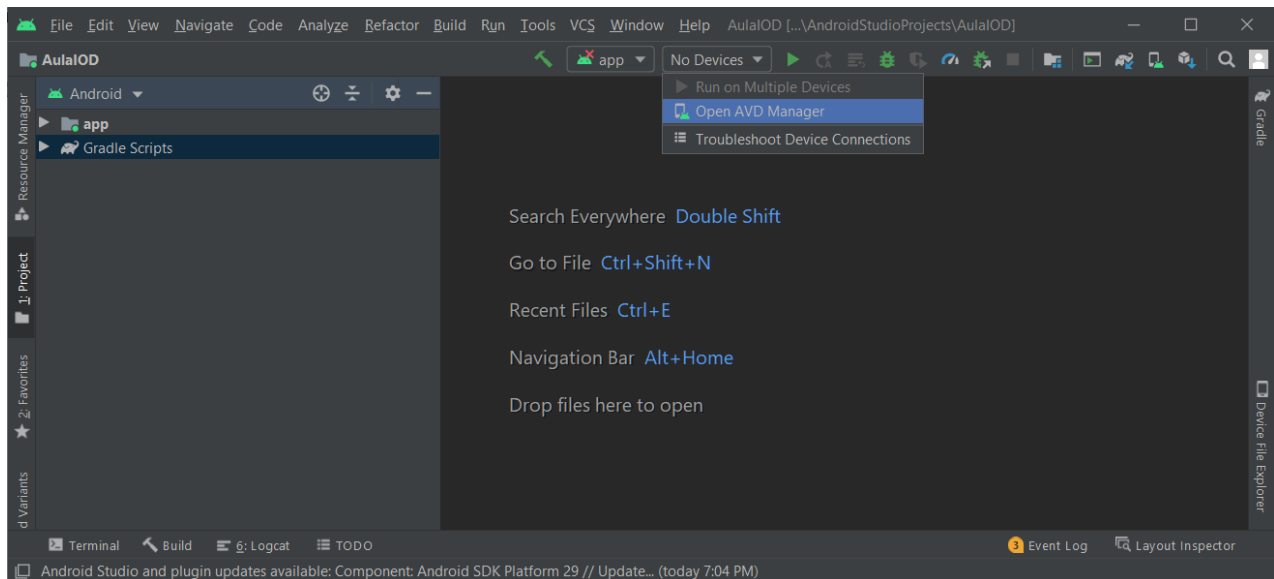 File Edit View Navigate Code Analyze Refactor Build Run Tools VCS Window Help AulaIOD [...\AndroidStudioProjects\AulaIOD]
AulaIOD
app
No Devices
Android
Run on Multiple Devices
Open AVD Manager
Troubleshoot Device Connections
app
Gradle Scripts
Resource Manager
1: Project
2: Favorites
d Variants
Search Everywhere Double Shift
Go to File Ctrl+Shift+N
Recent Files Ctrl+E
Navigation Bar Alt+Home
Drop files here to open
Gradle
Device File Explorer
Terminal Build 6: Logcat TODO
3 Event Log Layout Inspector
Android Studio and plugin updates available: Component: Android SDK Platform 29 // Update... (today 7:04 PM)